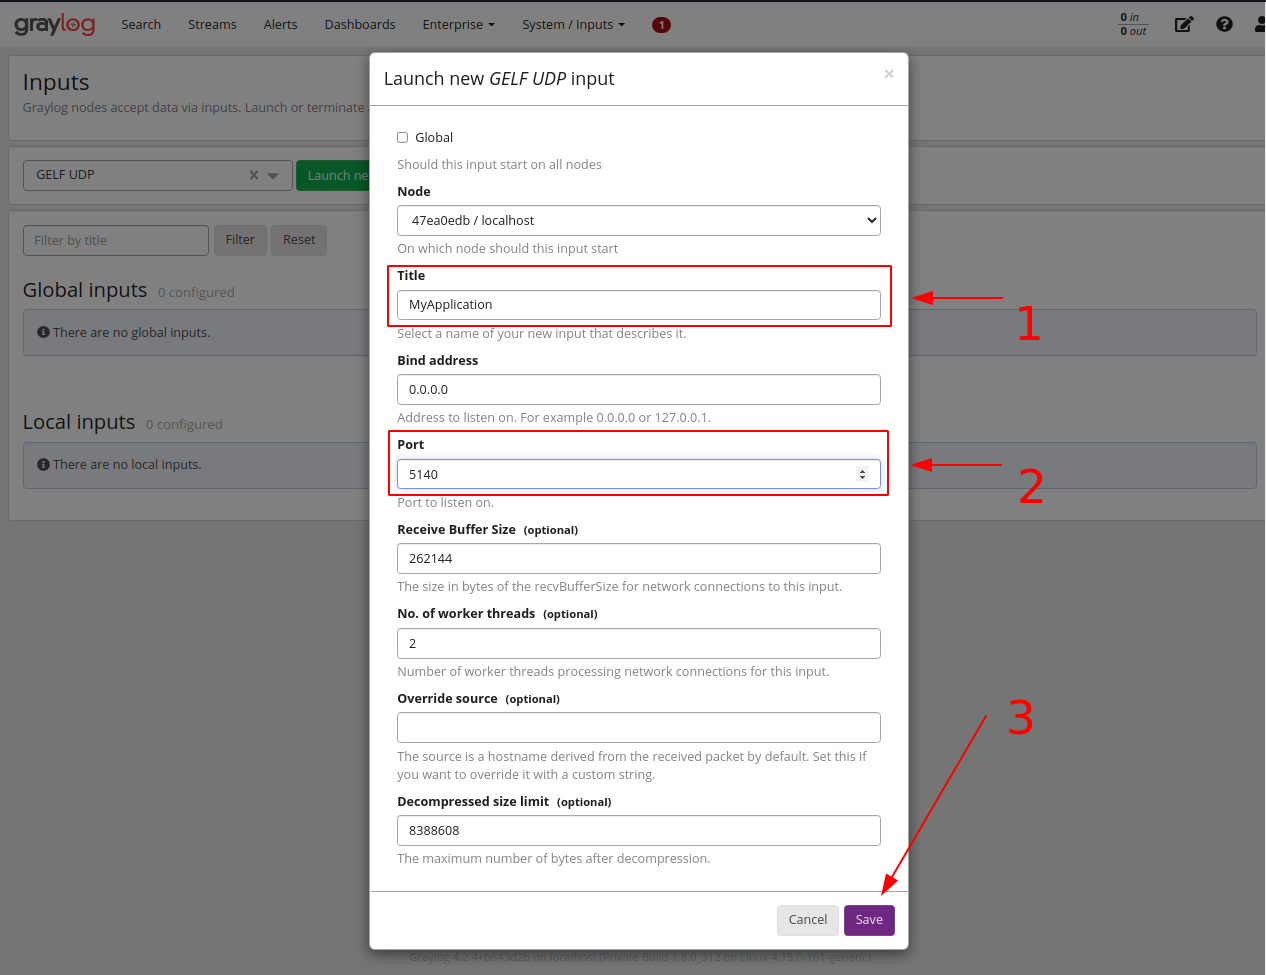 graylog Search Streams Alerts Dashboards Enterprise System / Inputs 1 0 in
0 out
Inputs
Graylog nodes accept data via inputs. Launch or terminate
GELF UDP Launch ne
Filter by title Filter Reset
Global inputs 0 configured
There are no global inputs.
Local inputs 0 configured
There are no local inputs.
Launch new GELF UDP input ×
Global
Should this input start on all nodes
Node
47ea0edb / localhost
On which node should this input start
Title
MyApplication
1
Select a name of your new input that describes it.
Bind address
0.0.0.0
Address to listen on. For example 0.0.0.0 or 127.0.0.1.
Port
5140
2
Port to listen on.
Receive Buffer Size (optional)
262144
The size in bytes of the recvBufferSize for network connections to this input.
No. of worker threads (optional)
2
Number of worker threads processing network connections for this input.
Override source (optional)
3
The source is a hostname derived from the received packet by default. Set this if
you want to override it with a custom string.
Decompressed size limit (optional)
8388608
The maximum number of bytes after decompression.
Cancel Save
Graylog 4.2.4+b643d2b on localhost (Private Build 1.8.0_312 on Linux 4.15.0-161-generic)